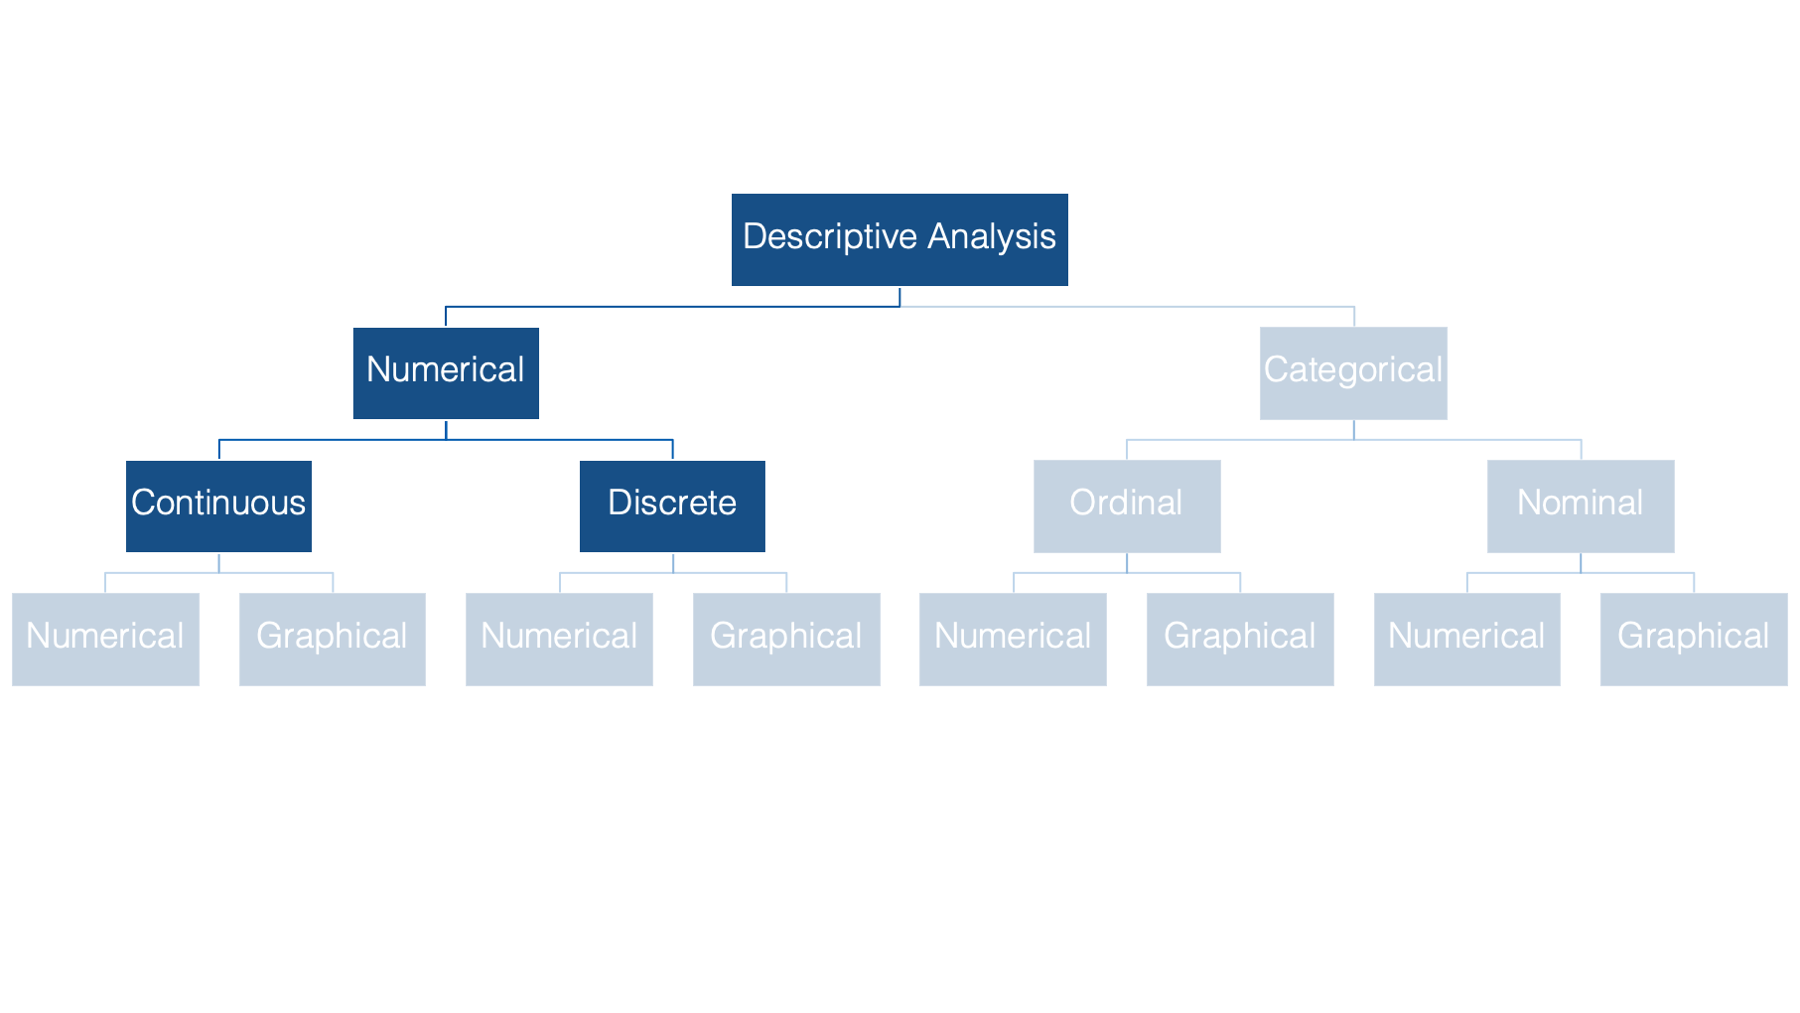 Descriptive Analysis
Numerical
Categorical
Continuous
Discrete
Ordinal
Nominal
Numerical
Graphical
Numerical
Graphical
Numerical
Graphical
Numerical
Graphical